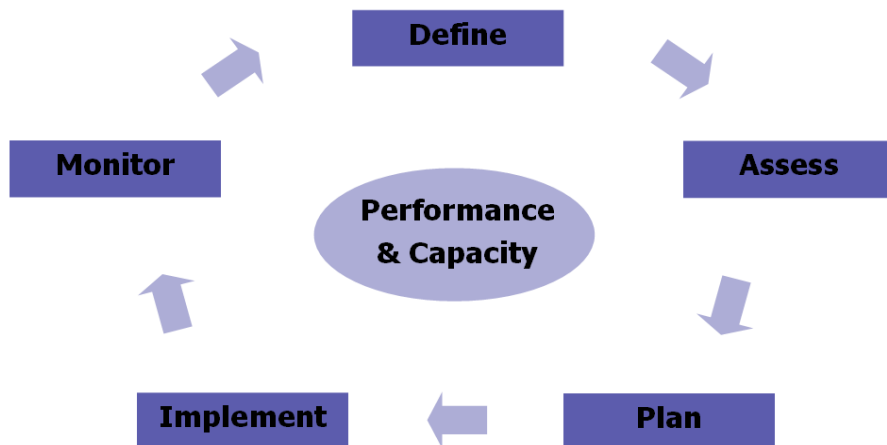 Define
Assess
Plan
Implement
Monitor
Performance
& Capacity